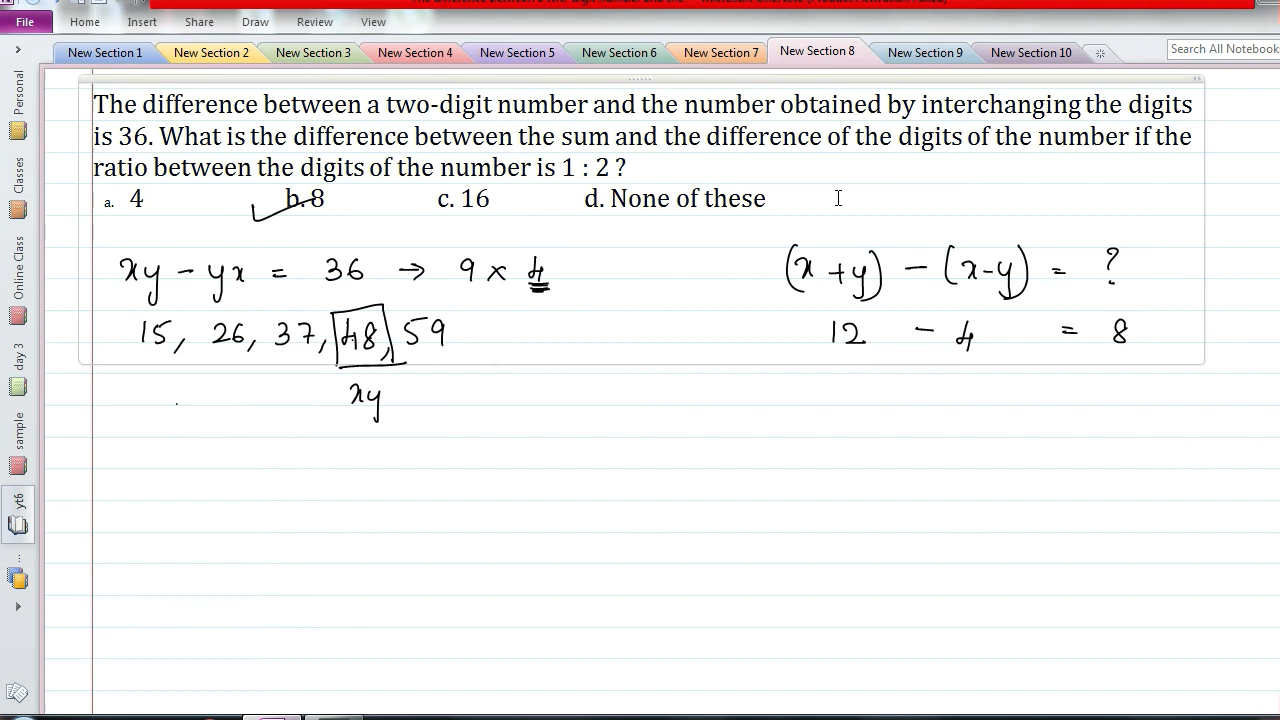 File Home Insert Share Draw Review View
New Section 1 New Section 2 New Section 3 New Section 4 New Section 5 New Section 6 New Section 7 New Section 8 New Section 9 New Section 10 Search All Notebook
Personal
Classes
Online Class
day 3
sample
yt6
The difference between a two-digit number and the number obtained by interchanging the digits
is 36. What is the difference between the sum and the difference of the digits of the number if the
ratio between the digits of the number is 1 : 2 ?
a. 4 b. 8 c. 16 d. None of these
xy - yx = 36 → 9 × 4 (x + y) - (x-y) = ?
15, 26, 37, 48, 59 12 - 4 = 8
xy